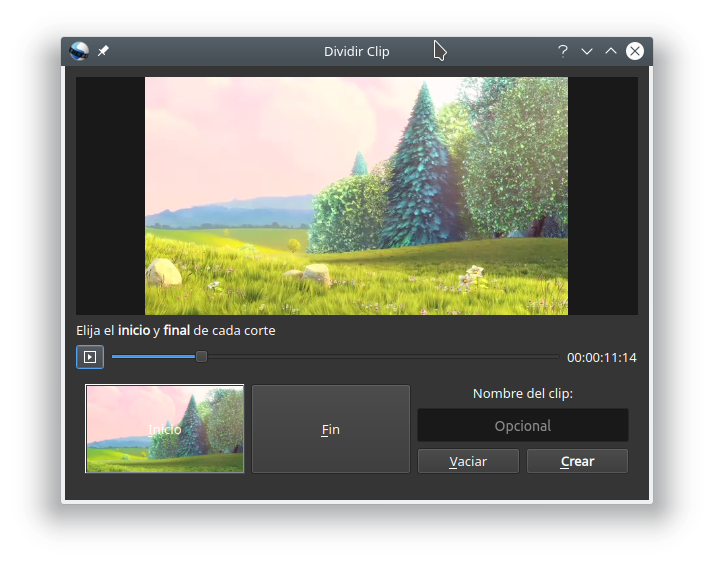 Dividir Clip
Elija el inicio y final de cada corte
00:00:11:14
Inicio
Fin
Nombre del clip:
Opcional
Vaciar
Crear